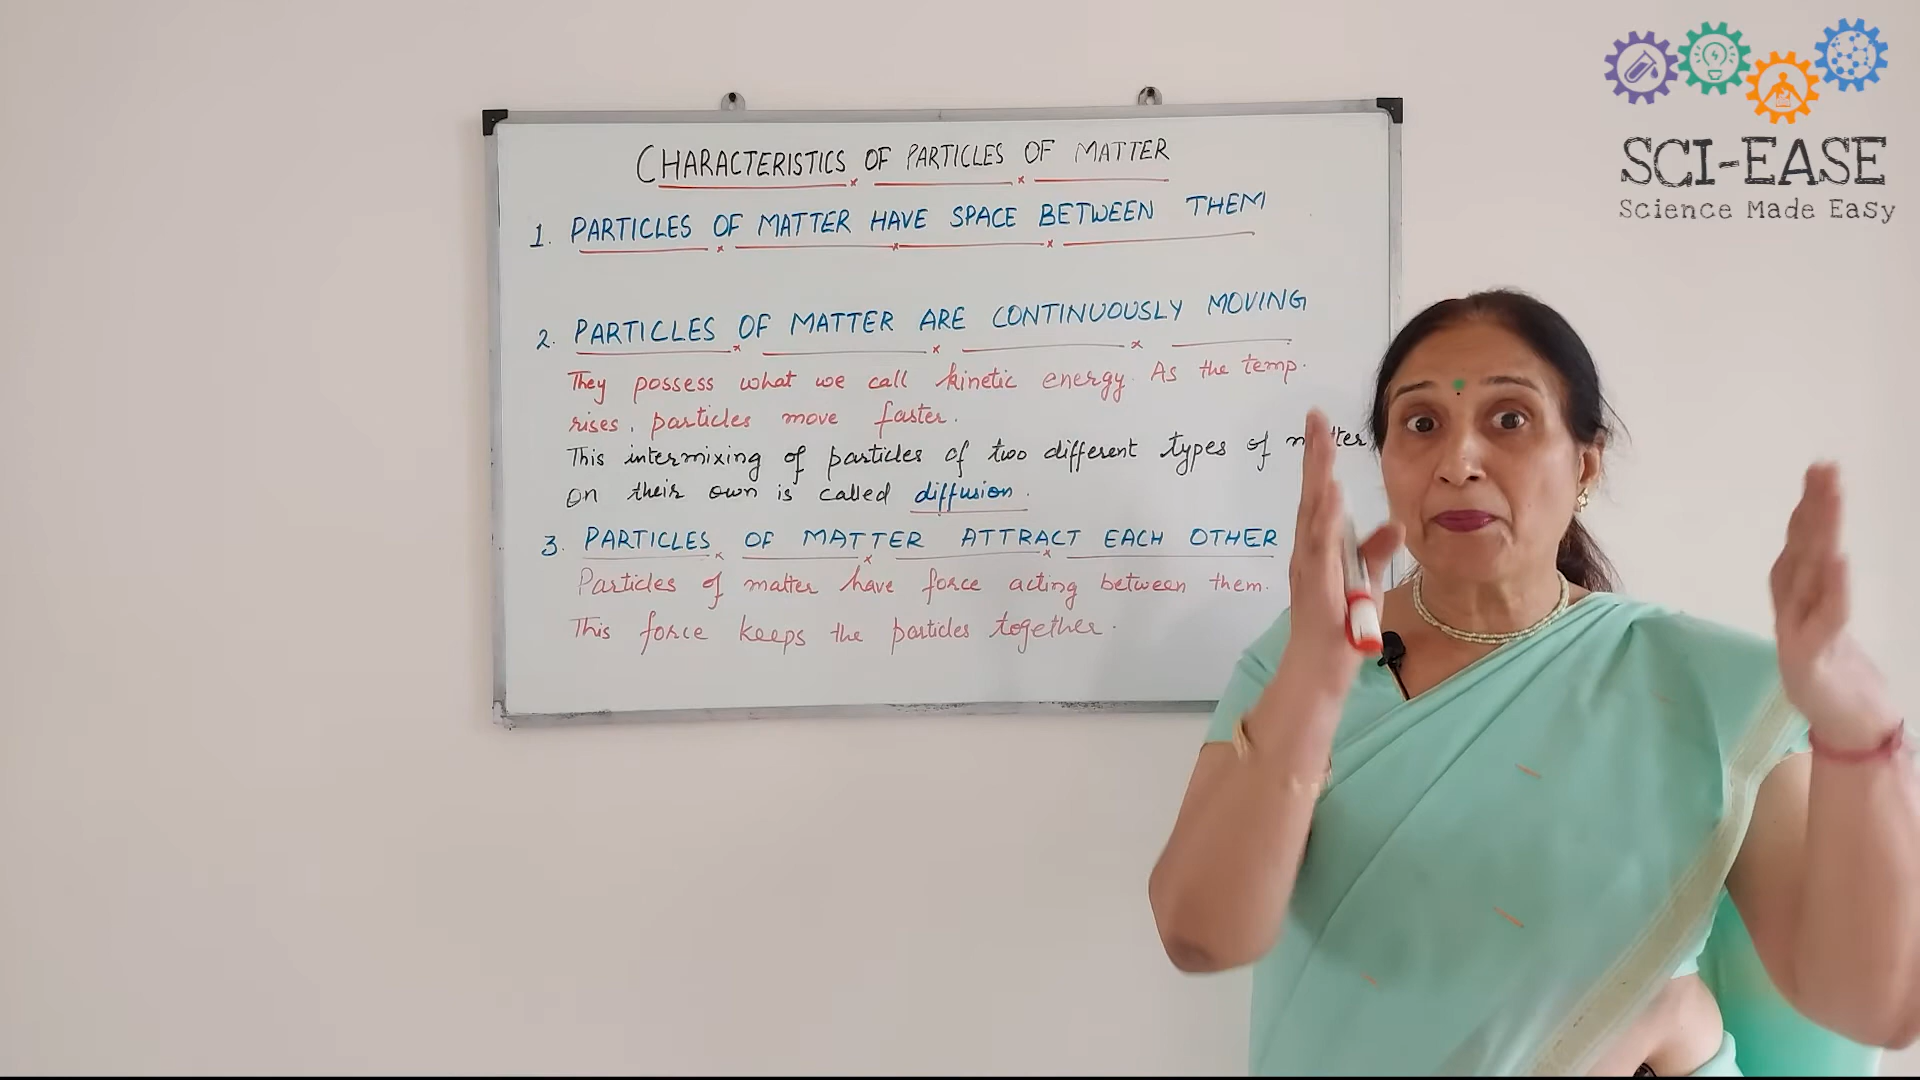 CHARACTERISTICS OF PARTICLES OF MATTER
1. PARTICLES OF MATTER HAVE SPACE BETWEEN THEM
2. PARTICLES OF MATTER ARE CONTINUOUSLY MOVING
They possess what we call kinetic energy. As the temp.
rises, particles move faster.
This intermixing of particles of two different types of matter
on their own is called diffusion.
3. PARTICLES OF MATTER ATTRACT EACH OTHER
Particles of matter have force acting between them.
This force keeps the particles together.
SCI-EASE
Science Made Easy